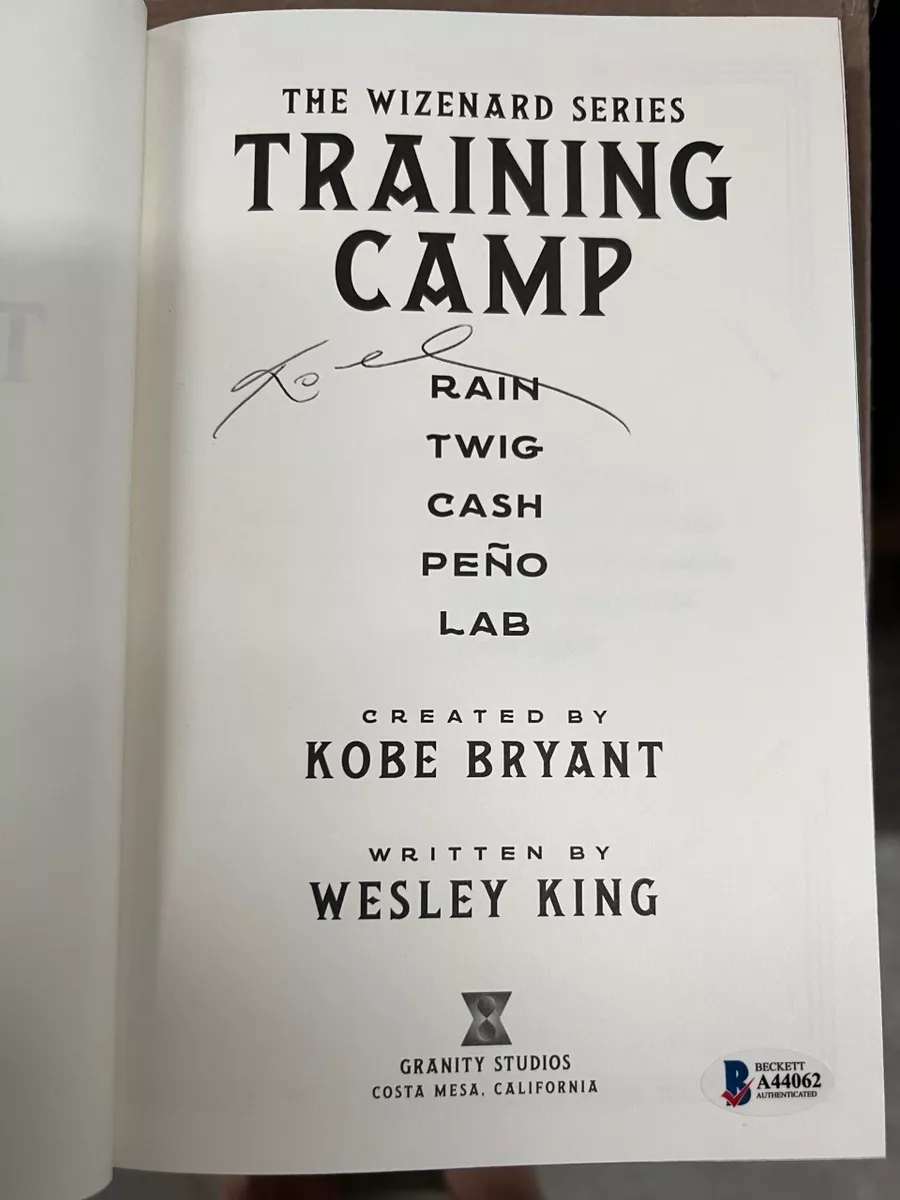 THE WIZENARD SERIES
TRAINING
CAMP
RAIN
TWIG
CASH
PEÑO
LAB
CREATED BY
KOBE BRYANT
WRITTEN BY
WESLEY KING
GRANITY STUDIOS
COSTA MESA, CALIFORNIA
BECKETT
A44062
AUTHENTICATED